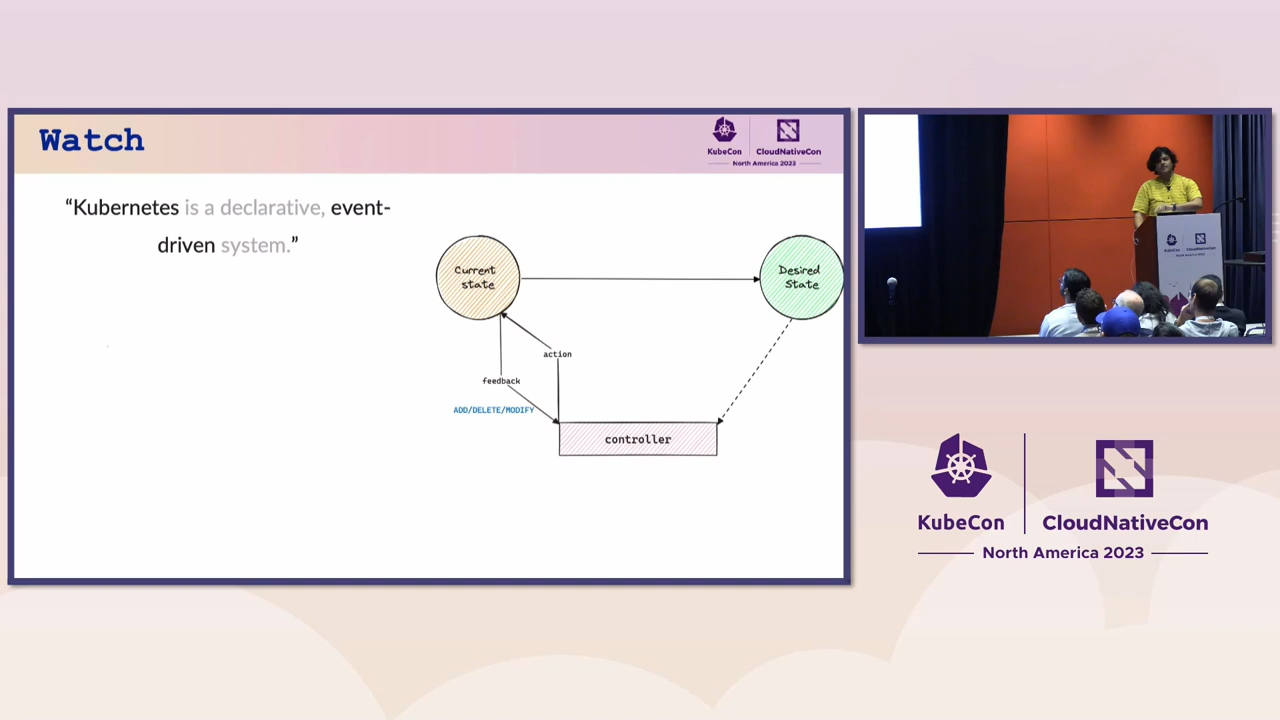 Watch
KubeCon
CloudNativeCon
North America 2023
“Kubernetes is a declarative, event-
driven system.”
Current
state
Desired
State
action
feedback
ADD/DELETE/MODIFY
controller
KubeCon
CloudNativeCon
North America 2023